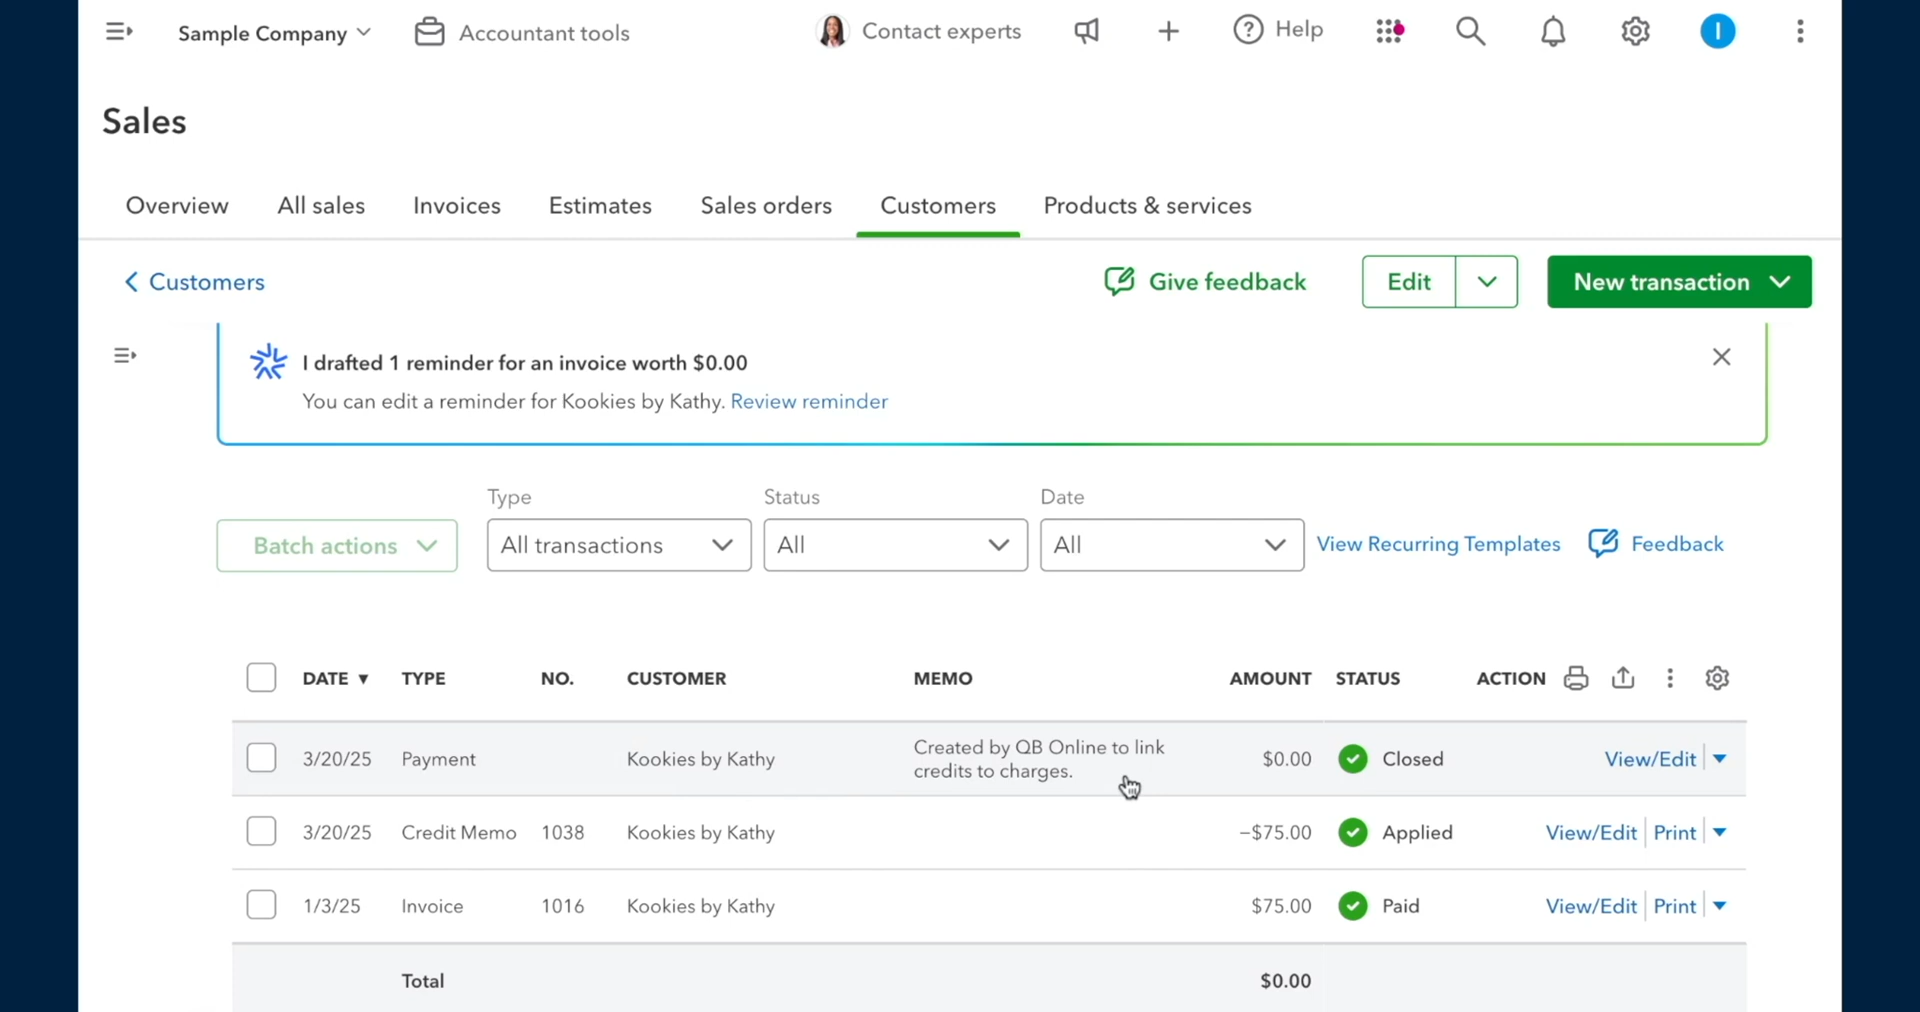 Sample Company Accountant tools Contact experts Help I
Sales
Overview All sales Invoices Estimates Sales orders Customers Products & services
Customers Give feedback Edit New transaction
I drafted 1 reminder for an invoice worth $0.00
You can edit a reminder for Kookies by Kathy. Review reminder
Type Status Date
Batch actions All transactions All All View Recurring Templates Feedback
DATE ▼ TYPE NO. CUSTOMER MEMO AMOUNT STATUS ACTION
3/20/25 Payment Kookies by Kathy Created by QB Online to link credits to charges. $0.00 Closed View/Edit
3/20/25 Credit Memo 1038 Kookies by Kathy −$75.00 Applied View/Edit Print
1/3/25 Invoice 1016 Kookies by Kathy $75.00 Paid View/Edit Print
Total $0.00